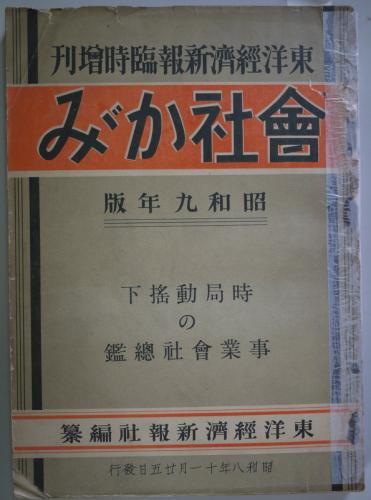 東洋經濟新報臨時增刊
會社かゞみ
昭和九年版
時局動搖下
の
事業會社總鑑
東洋經濟新報社編纂
昭和八年十一月廿五日發行